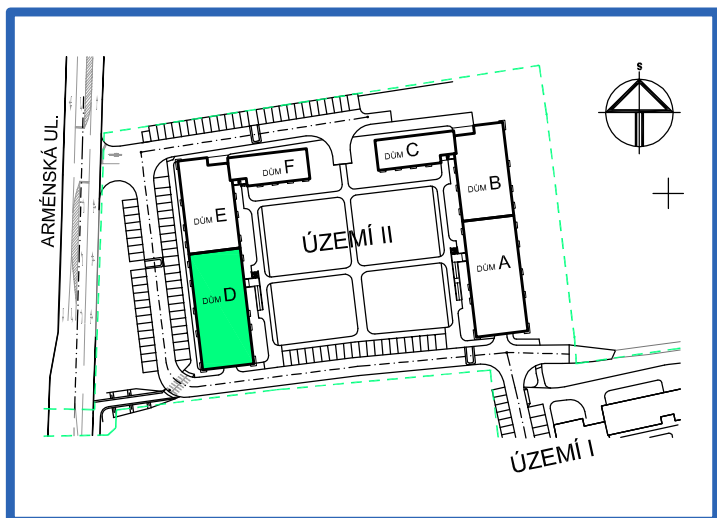 S
ARMÉNSKÁ UL.
DŮM F
DŮM C
DŮM E
DŮM B
ÚZEMÍ II
DŮM A
DŮM D
ÚZEMÍ I